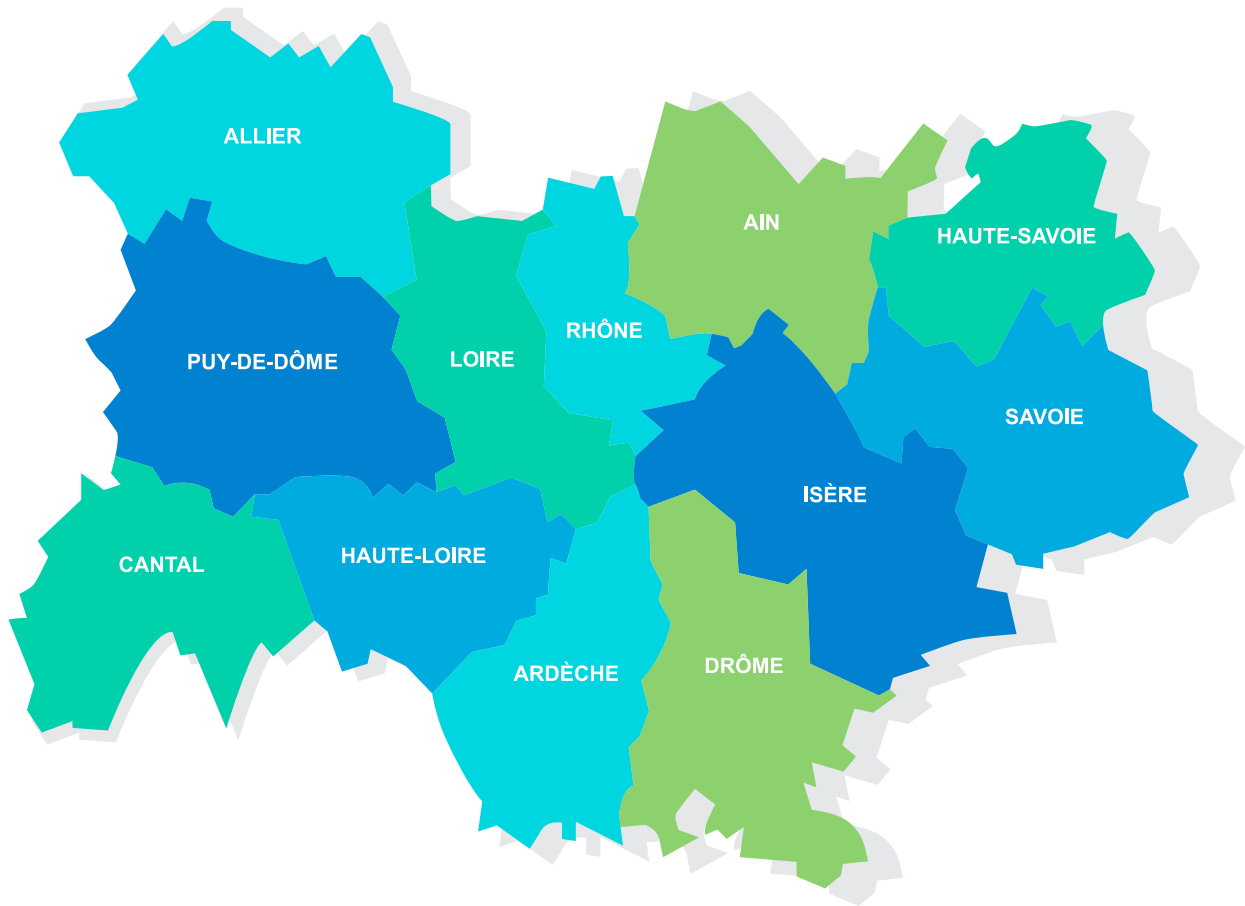 ALLIER
AIN
HAUTE-SAVOIE
RHÔNE
LOIRE
PUY-DE-DÔME
SAVOIE
ISÈRE
HAUTE-LOIRE
CANTAL
DRÔME
ARDÈCHE